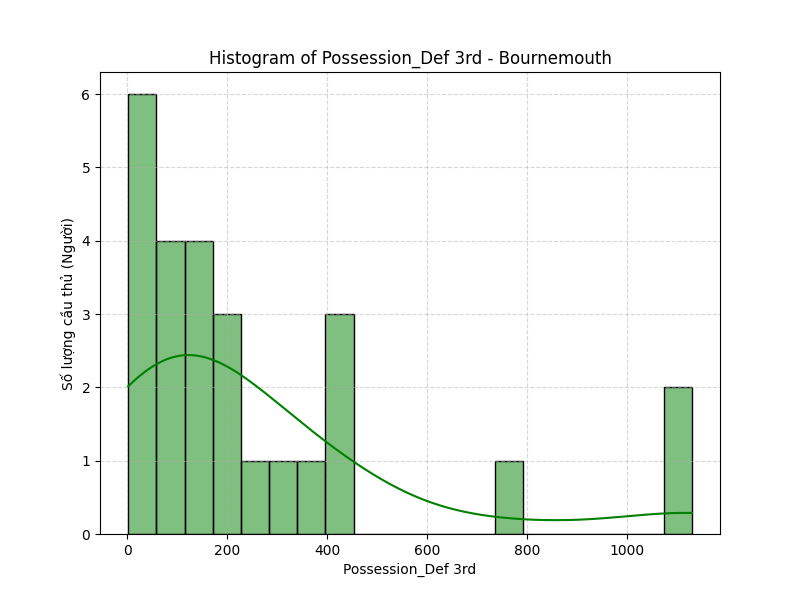 Histogram of Possession_Def 3rd - Bournemouth
6
5
4
3
2
1
0
Số lượng cầu thủ (Người)
0 200 400 600 800 1000
Possession_Def 3rd